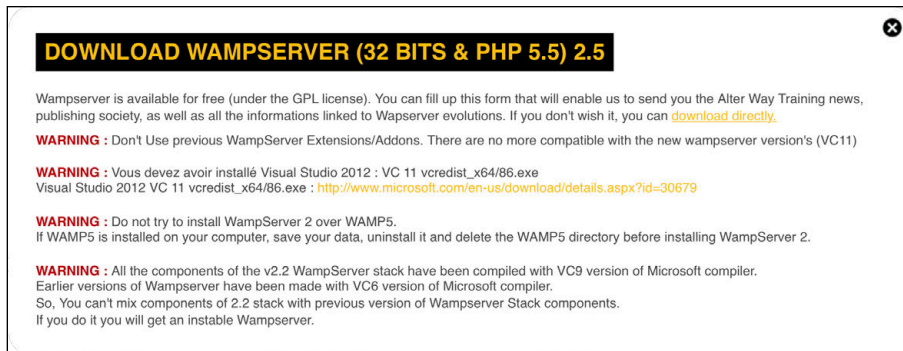 DOWNLOAD WAMPSERVER (32 BITS & PHP 5.5) 2.5
Wampserver is available for free (under the GPL license). You can fill up this form that will enable us to send you the Alter Way Training news,
publishing society, as well as all the informations linked to Wapserver evolutions. If you don't wish it, you can download directly.
WARNING : Don't Use previous WampServer Extensions/Addons. There are no more compatible with the new wampserver version's (VC11)
WARNING : Vous devez avoir installé Visual Studio 2012 : VC 11 vcredist_x64/86.exe
Visual Studio 2012 VC 11 vcredist_x64/86.exe : http://www.microsoft.com/en-us/download/details.aspx?id=30679
WARNING : Do not try to install WampServer 2 over WAMP5.
If WAMP5 is installed on your computer, save your data, uninstall it and delete the WAMP5 directory before installing WampServer 2.
WARNING : All the components of the v2.2 WampServer stack have been compiled with VC9 version of Microsoft compiler.
Earlier versions of Wampserver have been made with VC6 version of Microsoft compiler.
So, You can't mix components of 2.2 stack with previous version of Wampserver Stack components.
If you do it you will get an instable Wampserver.